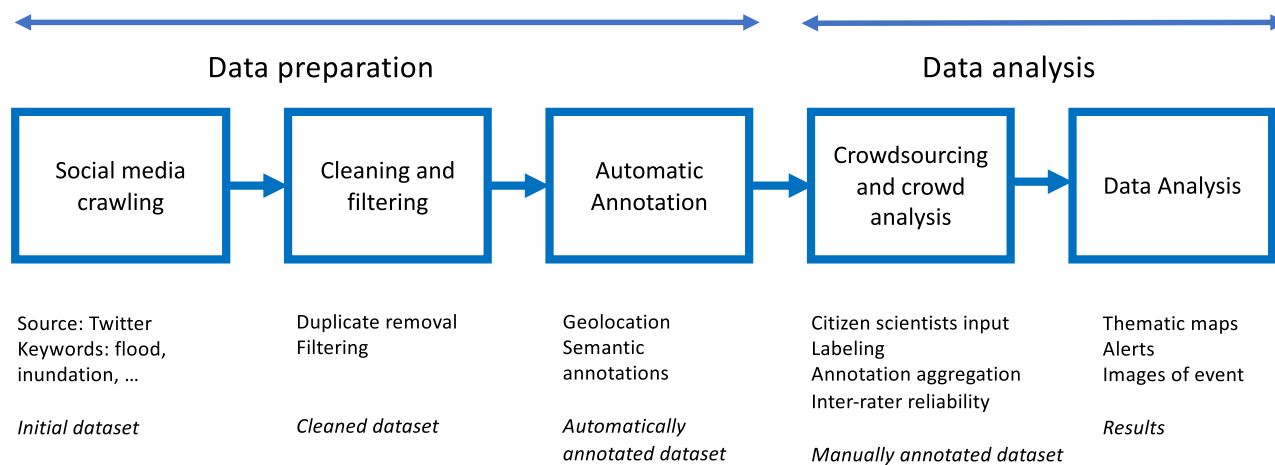 Data preparation
Data analysis
Social media
crawling
Cleaning and
filtering
Automatic
Annotation
Crowdsourcing
and crowd
analysis
Data Analysis
Source: Twitter
Keywords: flood,
inundation, …
Initial dataset
Duplicate removal
Filtering
Cleaned dataset
Geolocation
Semantic
annotations
Automatically
annotated dataset
Citizen scientists input
Labeling
Annotation aggregation
Inter-rater reliability
Manually annotated dataset
Thematic maps
Alerts
Images of event
Results